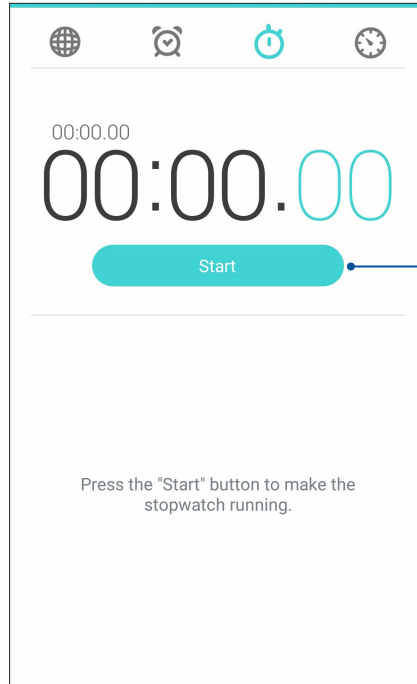 00:00.00
00:00.00
Start
Press the "Start" button to make the
stopwatch running.